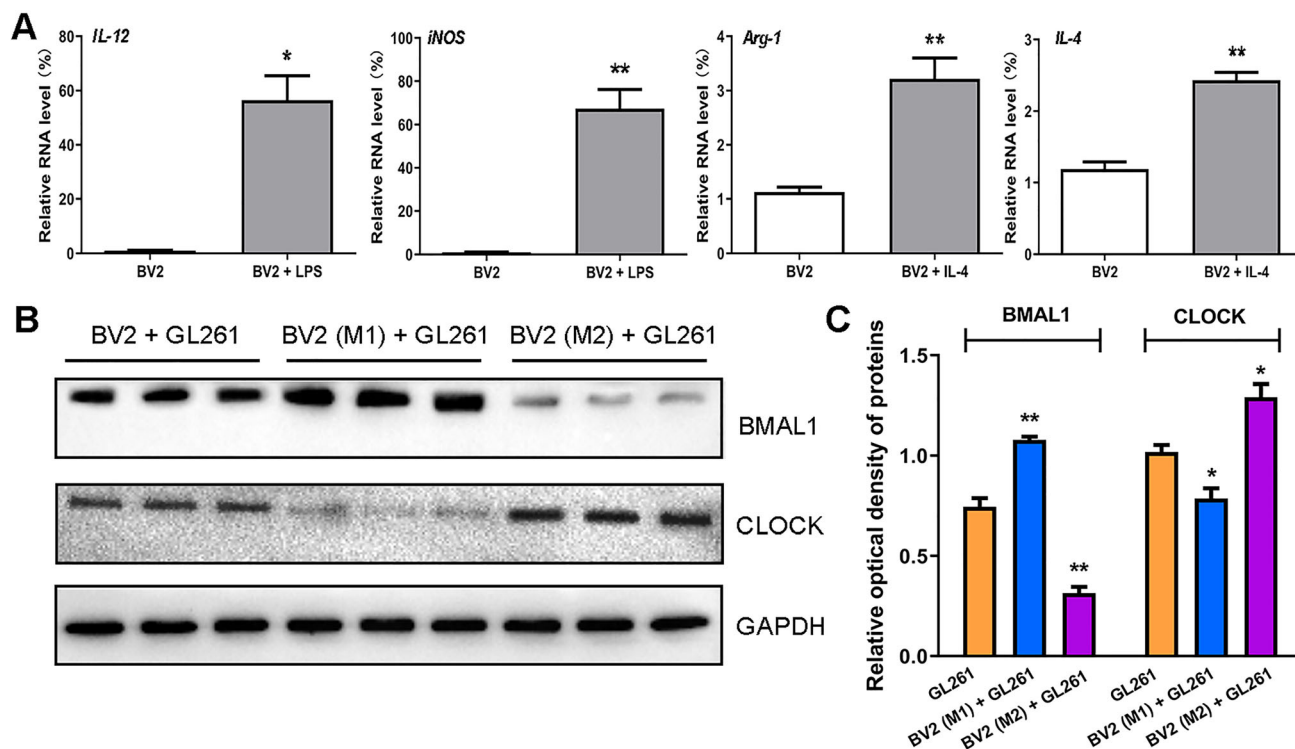 A
IL-12
Relative RNA level (%)
80
60
40
20
0
*
BV2
BV2 + LPS
iNOS
Relative RNA level (%)
100
80
60
40
20
0
**
BV2
BV2 + LPS
Arg-1
Relative RNA level (%)
4
3
2
1
0
**
BV2
BV2 + IL-4
IL-4
Relative RNA level (%)
3
2
1
0
**
BV2
BV2 + IL-4
B
BV2 + GL261
BV2 (M1) + GL261
BV2 (M2) + GL261
BMAL1
CLOCK
GAPDH
C
BMAL1
CLOCK
Relative optical density of proteins
1.5
1.0
0.5
0.0
**
**
*
*
GL261
BV2 (M1) + GL261
BV2 (M2) + GL261
GL261
BV2 (M1) + GL261
BV2 (M2) + GL261